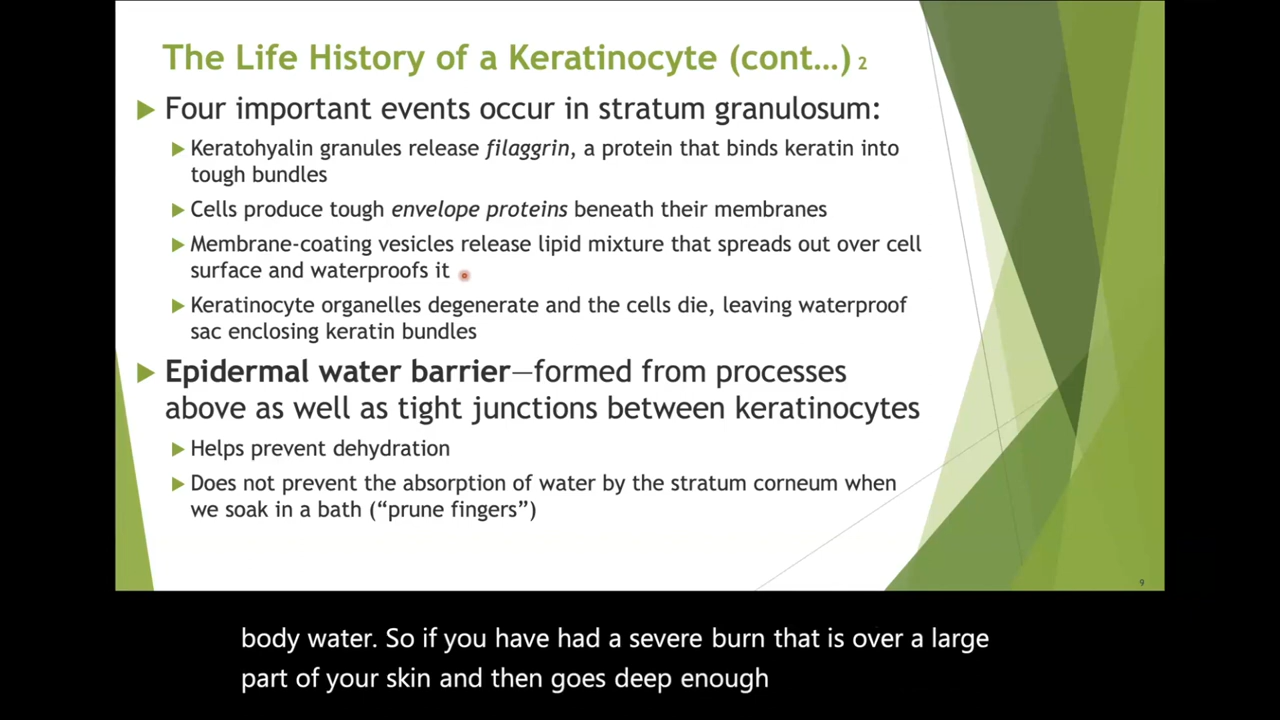 The Life History of a Keratinocyte (cont…) 2
Four important events occur in stratum granulosum:
Keratohyalin granules release filaggrin, a protein that binds keratin into
tough bundles
Cells produce tough envelope proteins beneath their membranes
Membrane-coating vesicles release lipid mixture that spreads out over cell
surface and waterproofs it
Keratinocyte organelles degenerate and the cells die, leaving waterproof
sac enclosing keratin bundles
Epidermal water barrier—formed from processes
above as well as tight junctions between keratinocytes
Helps prevent dehydration
Does not prevent the absorption of water by the stratum corneum when
we soak in a bath (“prune fingers”)
9
body water. So if you have had a severe burn that is over a large
part of your skin and then goes deep enough